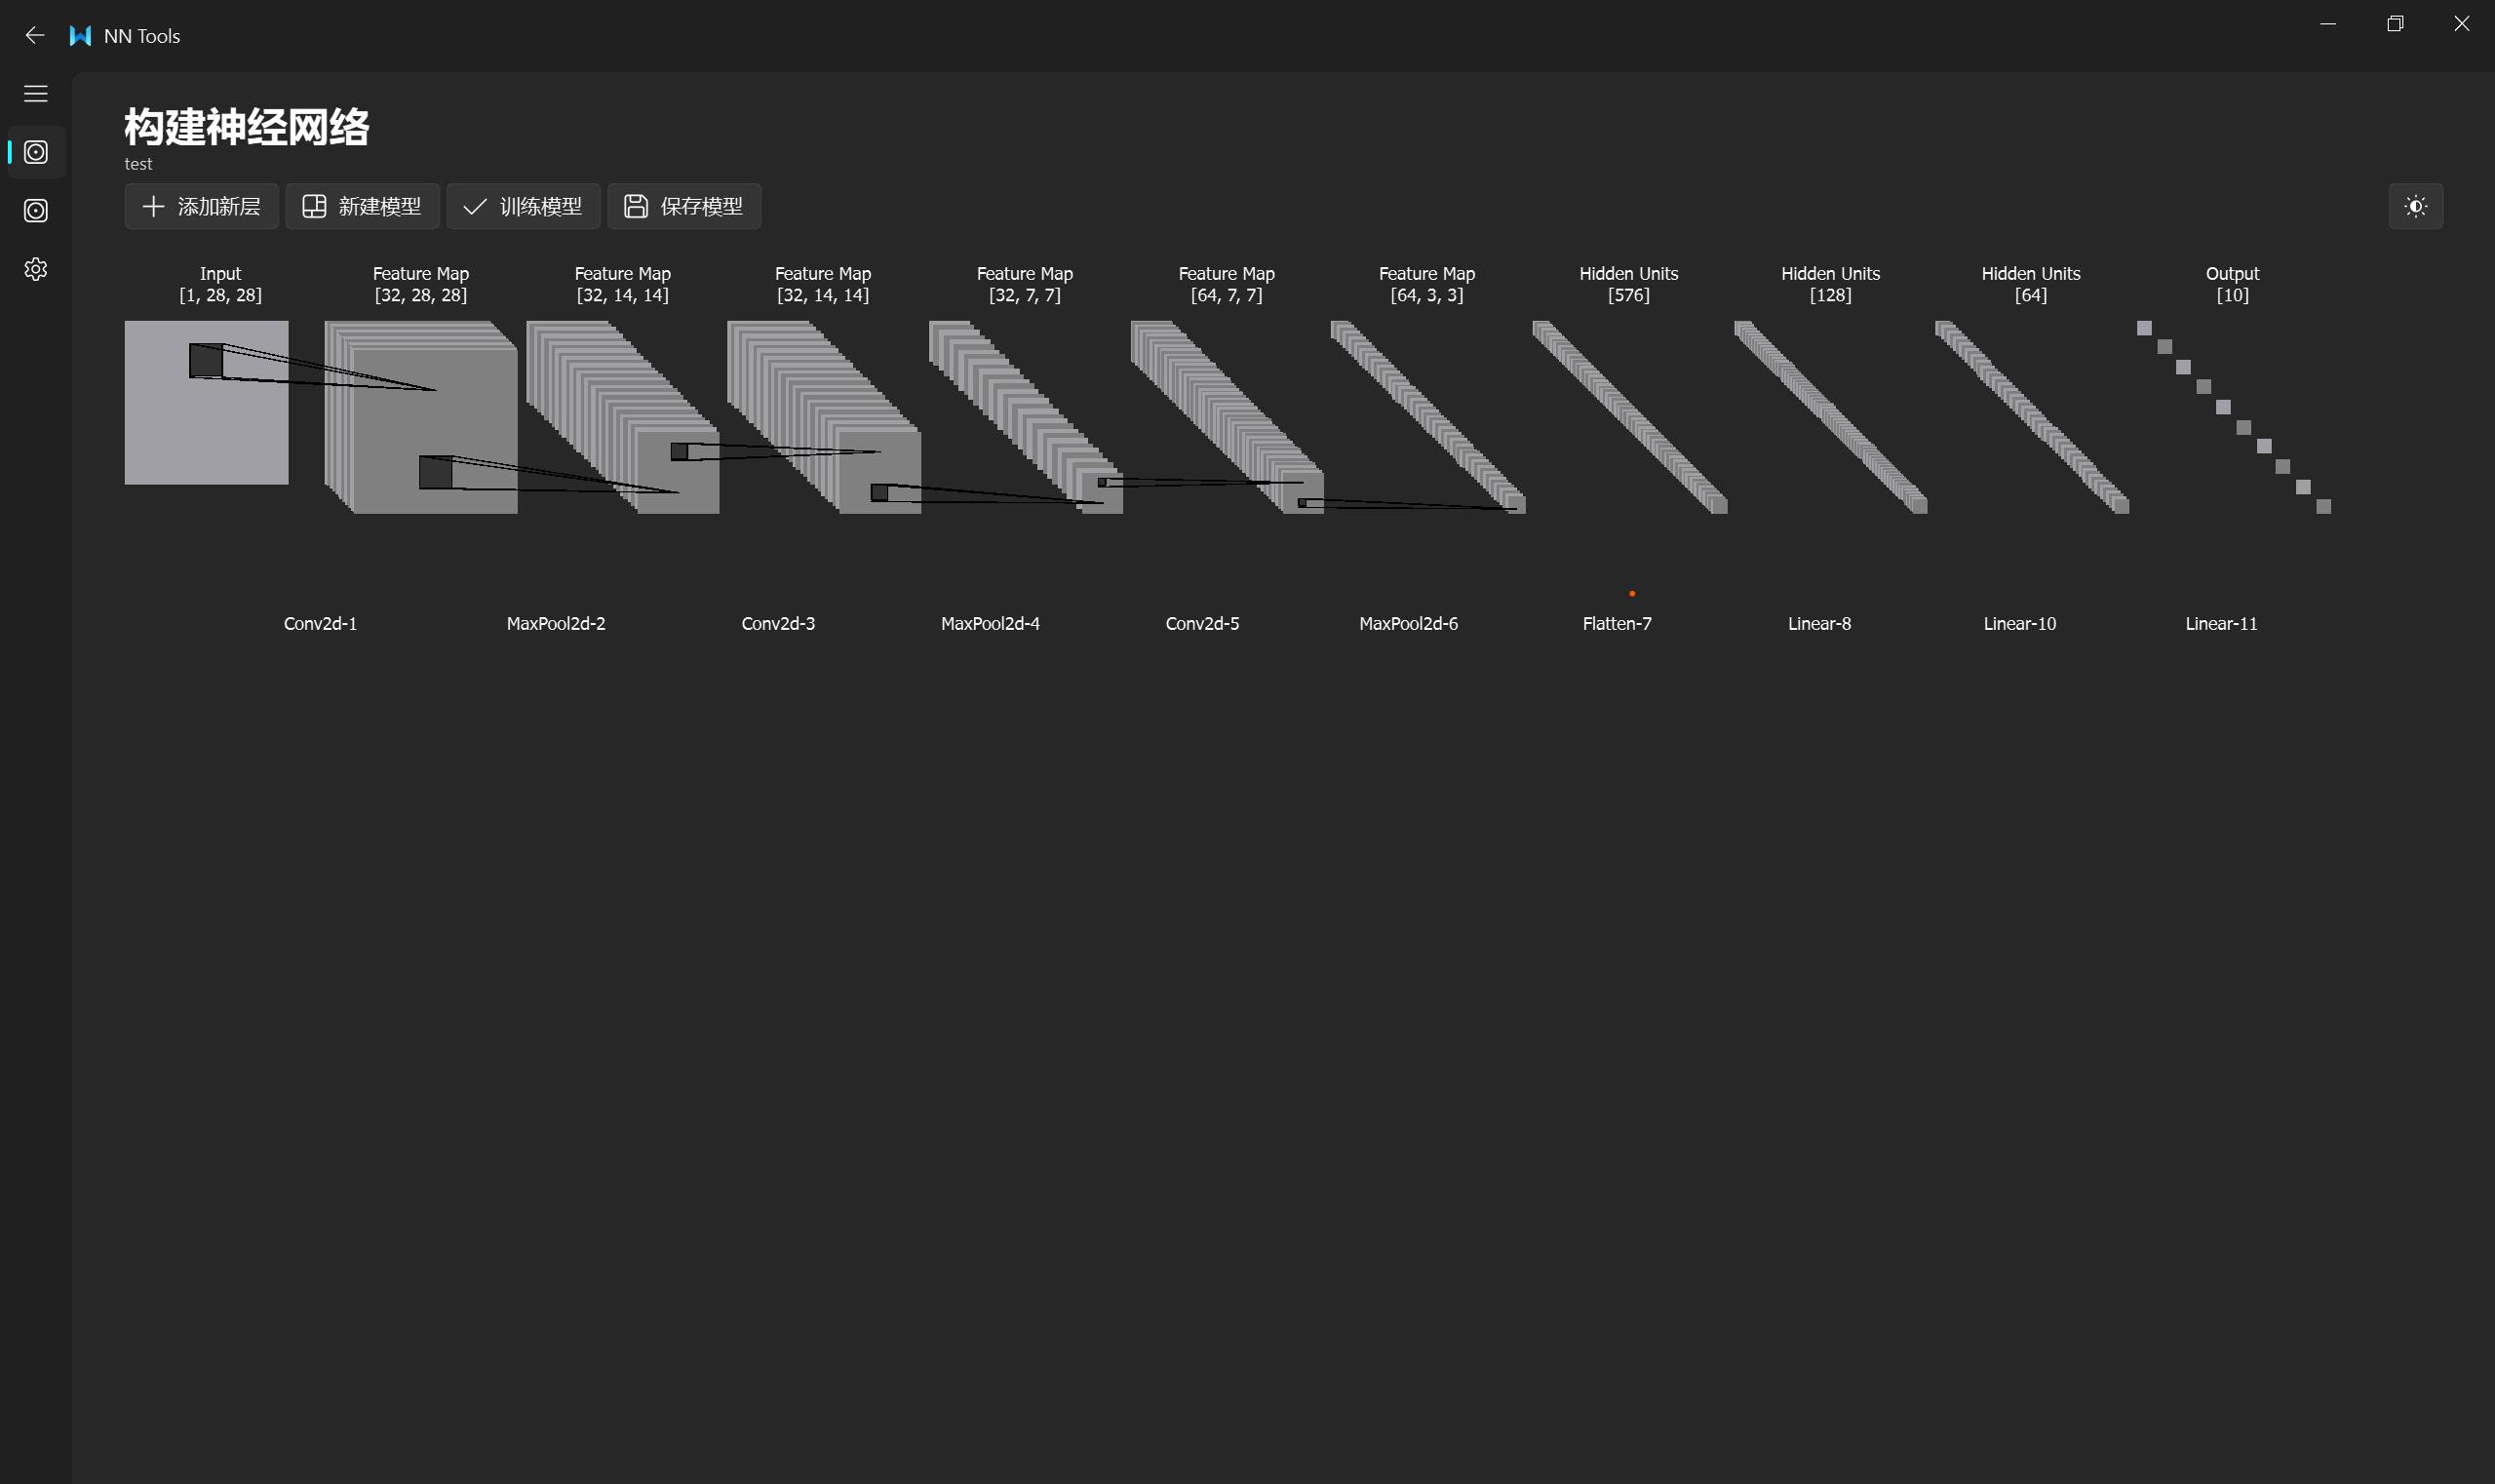 NN Tools
构建神经网络
test
添加新层 新建模型 训练模型 保存模型
Input Feature Map Feature Map Feature Map Feature Map Feature Map Feature Map Hidden Units Hidden Units Hidden Units Output
[1, 28, 28] [32, 28, 28] [32, 14, 14] [32, 14, 14] [32, 7, 7] [64, 7, 7] [64, 3, 3] [576] [128] [64] [10]
Conv2d-1 MaxPool2d-2 Conv2d-3 MaxPool2d-4 Conv2d-5 MaxPool2d-6 Flatten-7 Linear-8 Linear-10 Linear-11